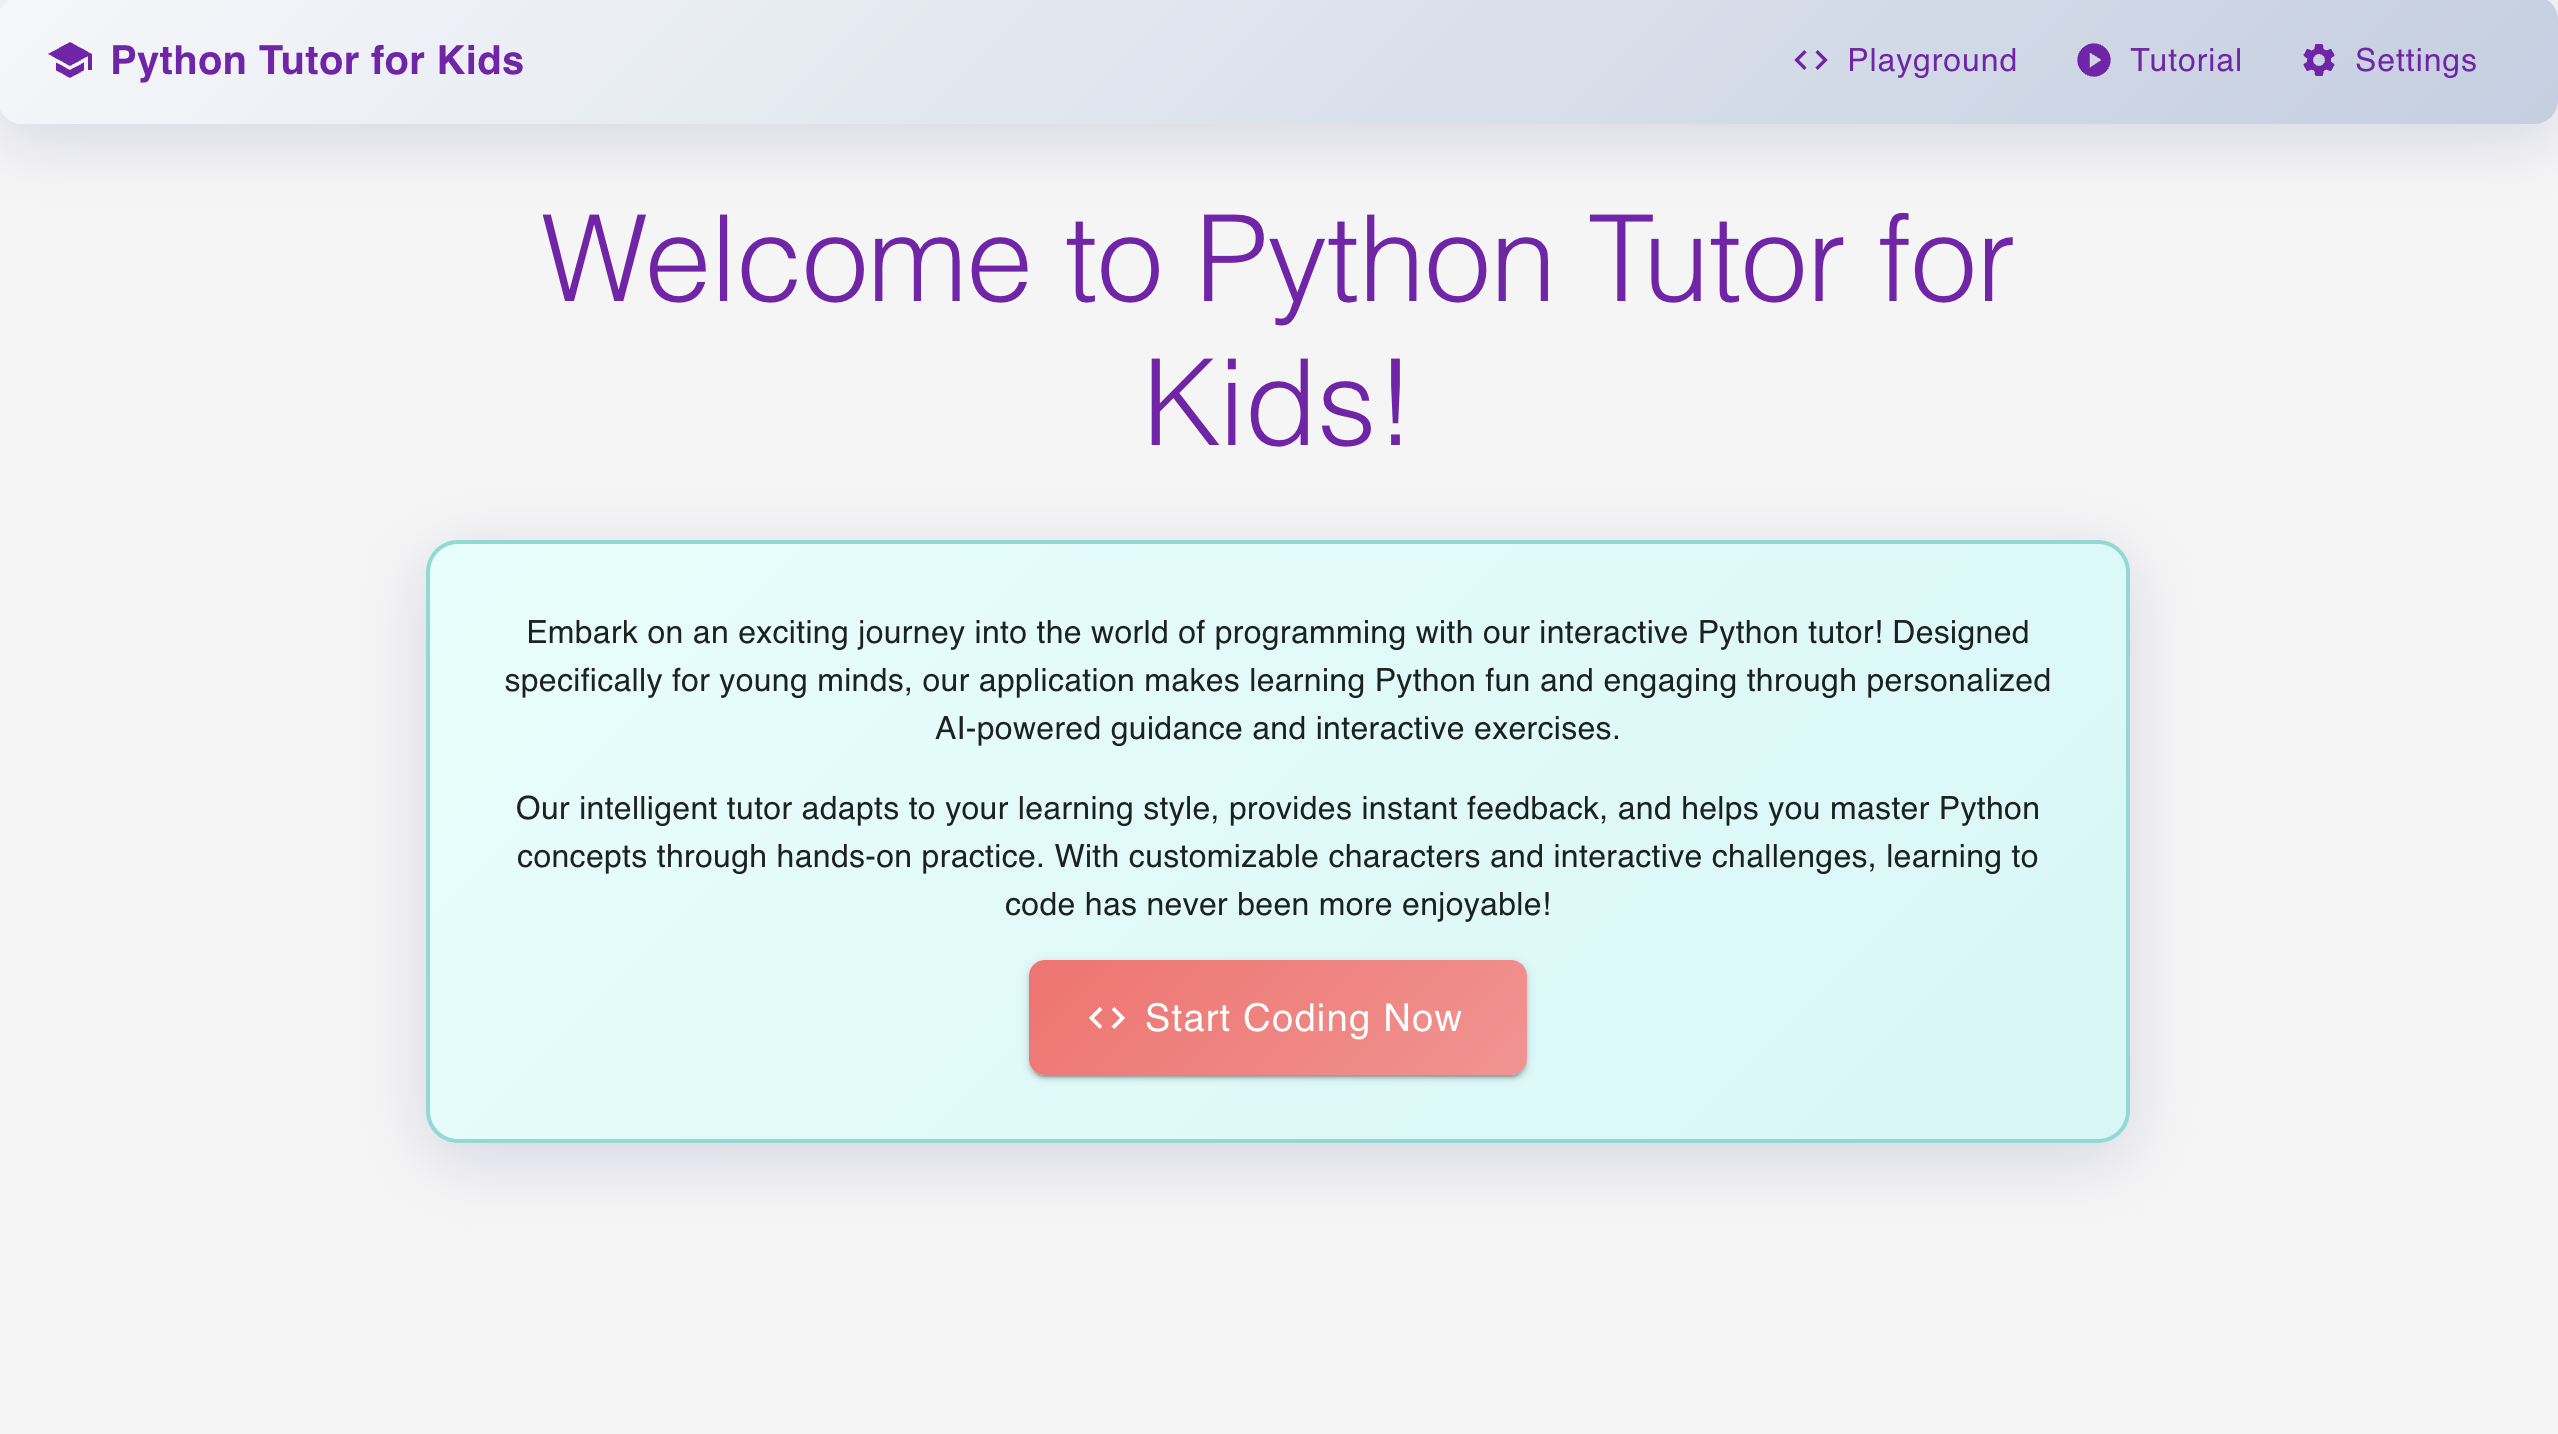 Python Tutor for Kids
Playground
Tutorial
Settings
Welcome to Python Tutor for
Kids!
Embark on an exciting journey into the world of programming with our interactive Python tutor! Designed
specifically for young minds, our application makes learning Python fun and engaging through personalized
AI-powered guidance and interactive exercises.
Our intelligent tutor adapts to your learning style, provides instant feedback, and helps you master Python
concepts through hands-on practice. With customizable characters and interactive challenges, learning to
code has never been more enjoyable!
Start Coding Now